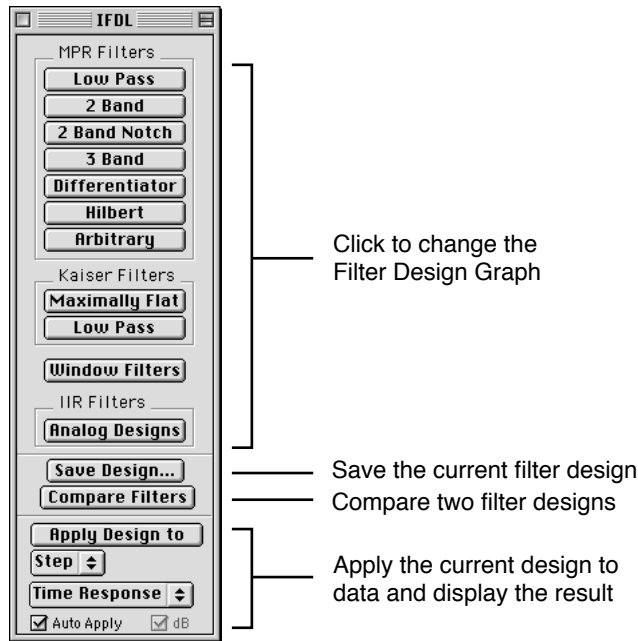 IFDL
MPR Filters
Low Pass
2 Band
2 Band Notch
3 Band
Differentiator
Hilbert
Arbitrary
Click to change the
Filter Design Graph
Kaiser Filters
Maximally Flat
Low Pass
Window Filters
IIR Filters
Analog Designs
Save Design...
Save the current filter design
Compare Filters
Compare two filter designs
Apply Design to
Step
Time Response
Auto Apply
dB
Apply the current design to
data and display the result